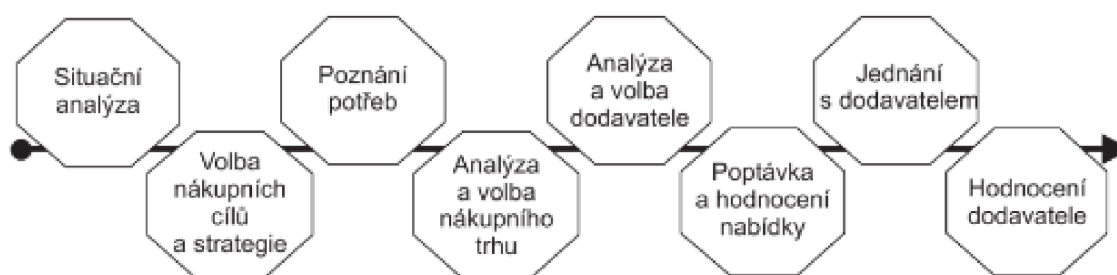 Situační
analýza
Volba
nákupních
cílů
a strategie
Poznání
potřeb
Analýza
a volba
nákupního
trhu
Analýza
a volba
dodavatele
Poptávka
a hodnocení
nabídky
Jednání
s dodavatelem
Hodnocení
dodavatele